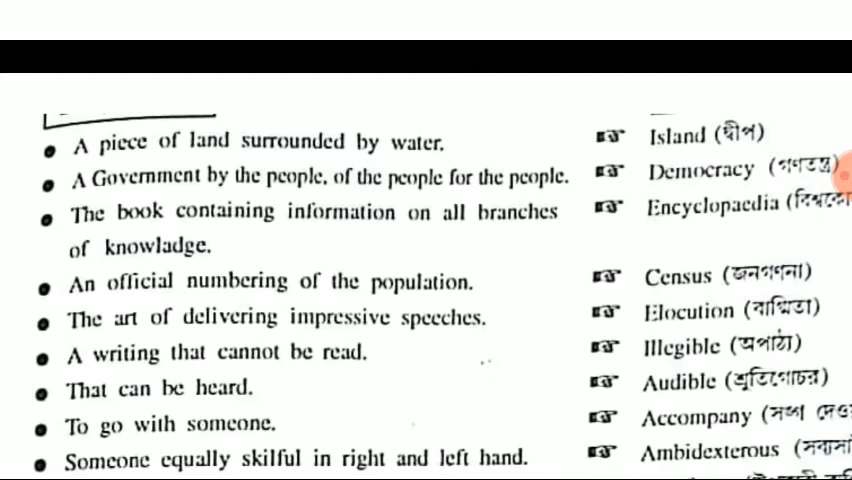 A piece of land surrounded by water. Island (দ্বীপ)
A Government by the people. of the people for the people. Democracy (গণতন্ত্র)
The book containing information on all branches Encyclopaedia
of knowladge.
An official numbering of the population. Census (জনগণনা)
The art of delivering impressive speeches. Elocution (বাগ্মিতা)
A writing that cannot be read. Illegible (অপাঠ্য)
That can be heard. Audible (শ্রুতিগোচর)
To go with someone. Accompany (সঙ্গ
Someone equally skilful in right and left hand. Ambidexterous